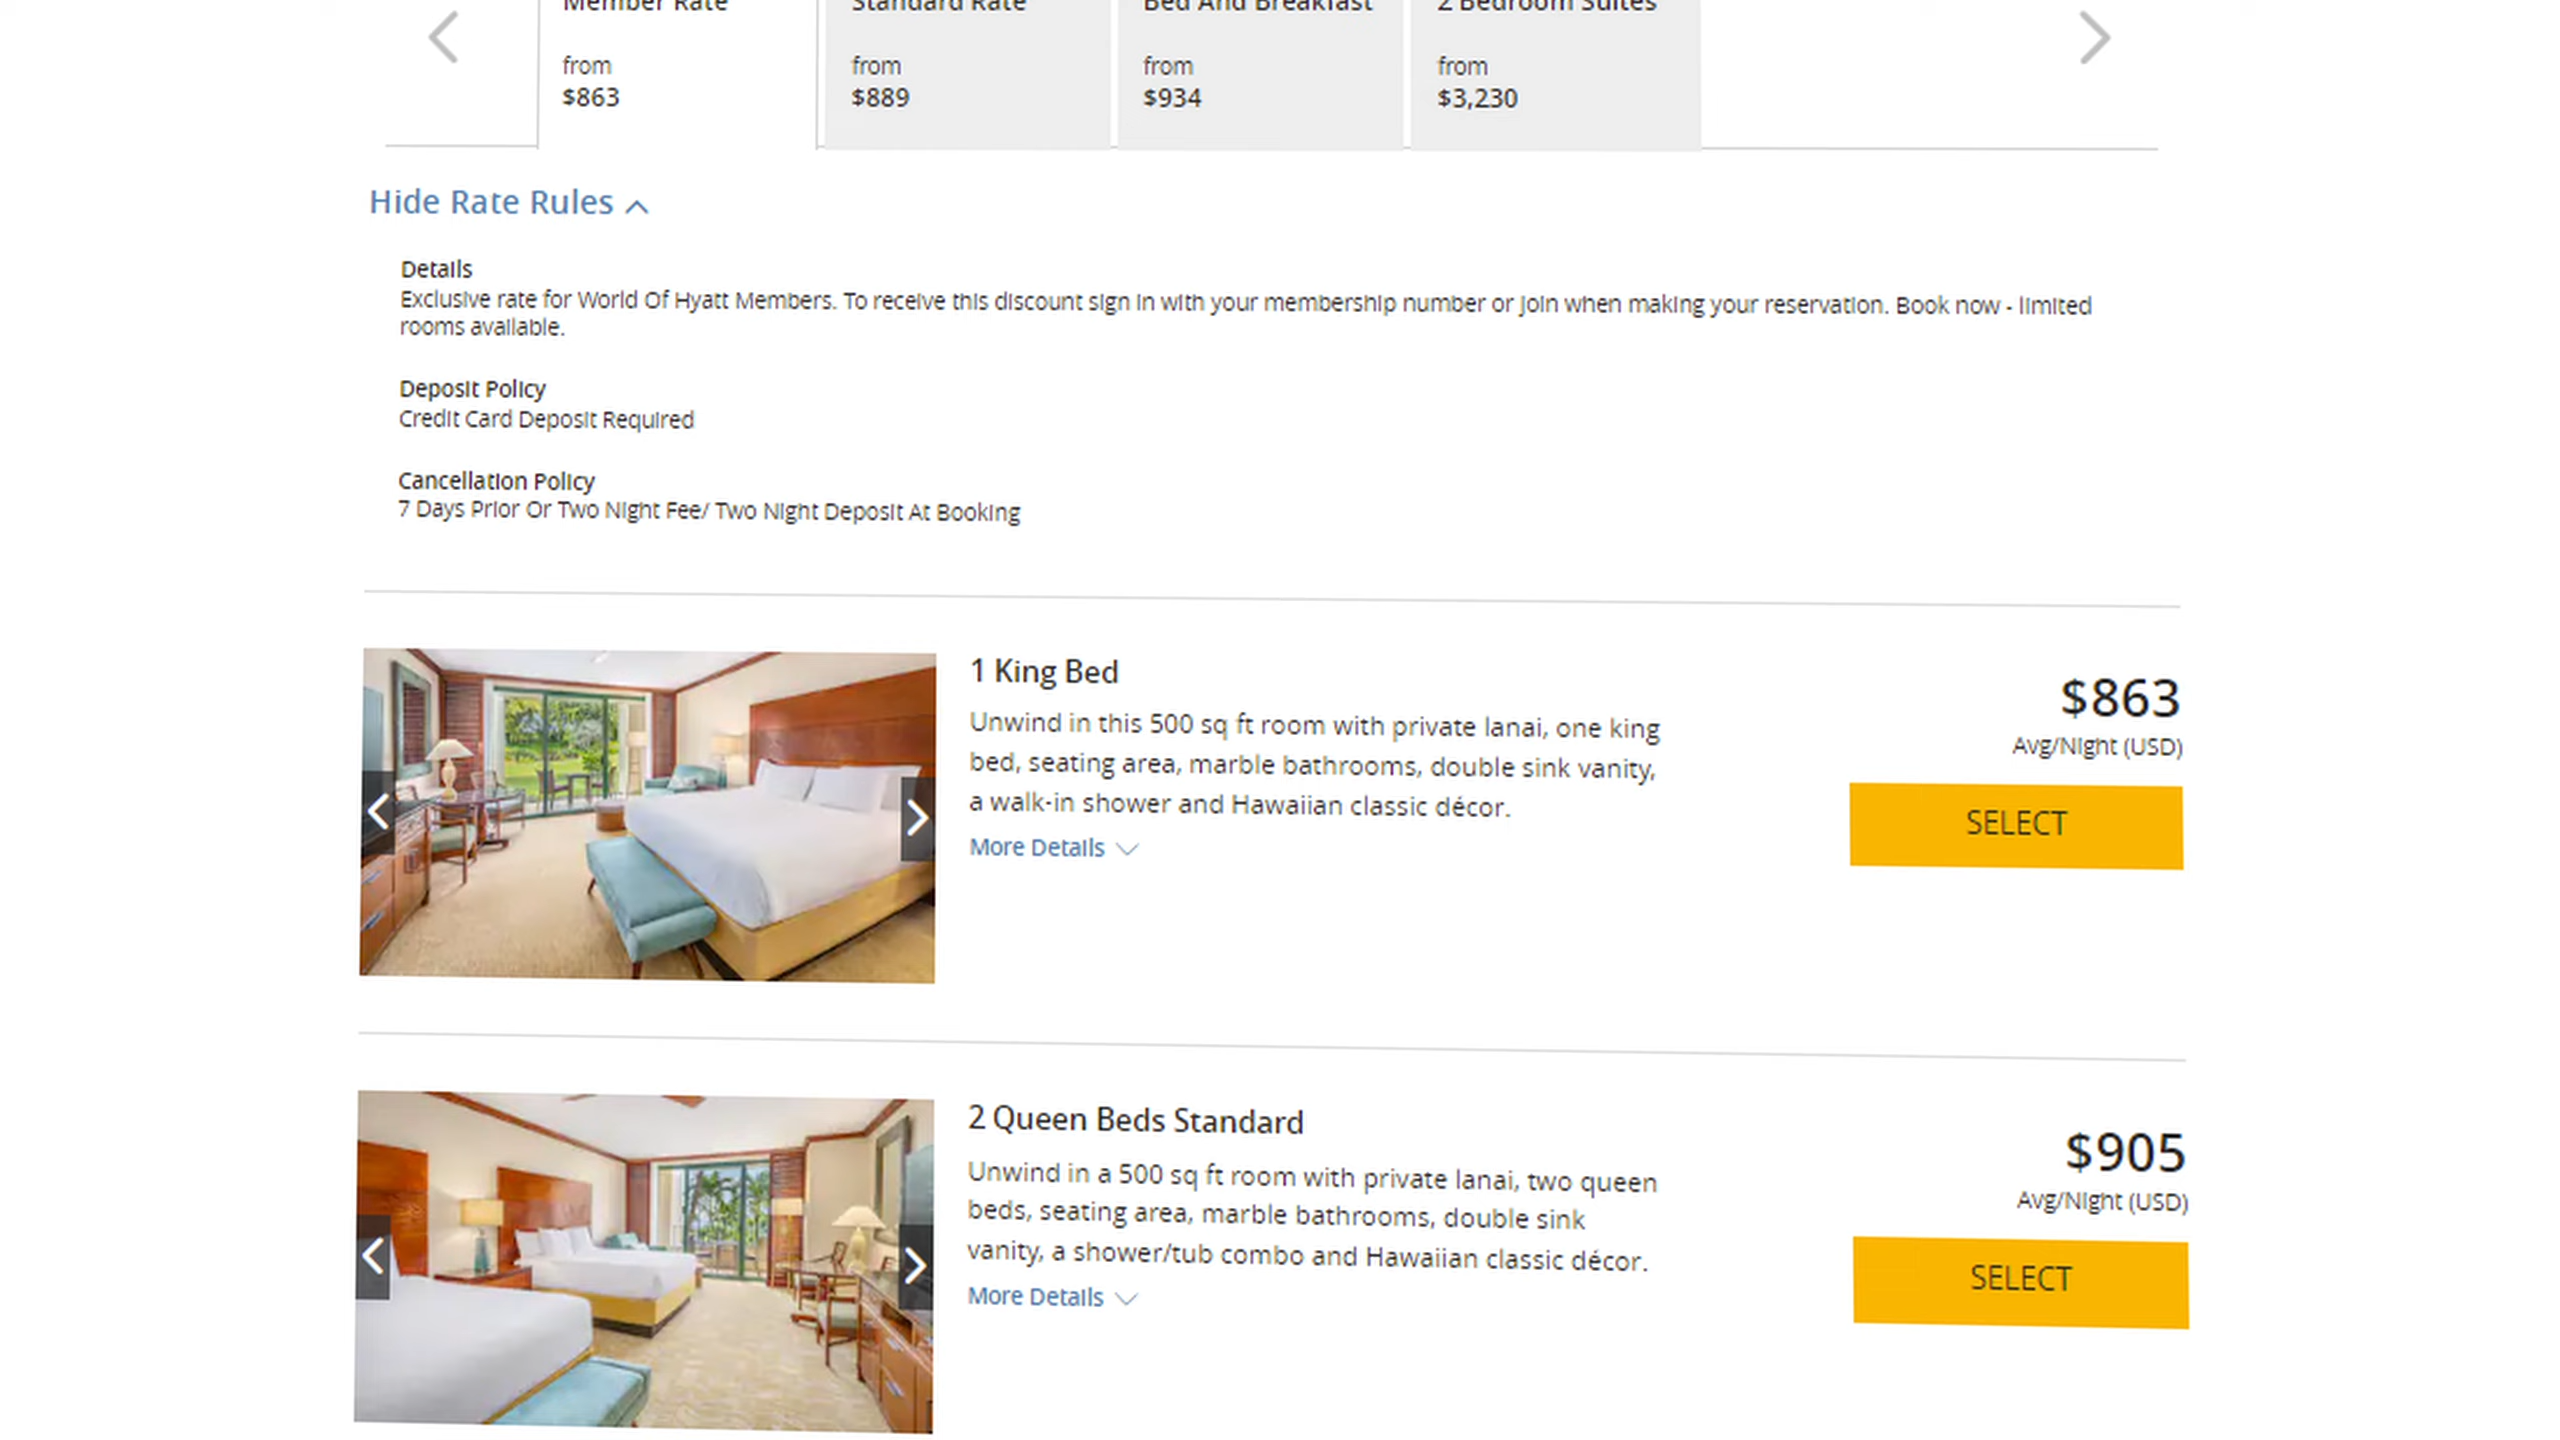 Member Rate
Standard Rate
Bed And Breakfast
2 Bedroom Suites
from
$863
from
$889
from
$934
from
$3,230
Hide Rate Rules
Details
Exclusive rate for World Of Hyatt Members. To receive this discount sign in with your membership number or join when making your reservation. Book now - limited
rooms available.
Deposit Policy
Credit Card Deposit Required
Cancellation Policy
7 Days Prior Or Two Night Fee/ Two Night Deposit At Booking
1 King Bed
Unwind in this 500 sq ft room with private lanai, one king
bed, seating area, marble bathrooms, double sink vanity,
a walk-in shower and Hawaiian classic décor.
More Details
$863
Avg/Night (USD)
SELECT
2 Queen Beds Standard
Unwind in a 500 sq ft room with private lanai, two queen
beds, seating area, marble bathrooms, double sink
vanity, a shower/tub combo and Hawaiian classic décor.
More Details
$905
Avg/Night (USD)
SELECT